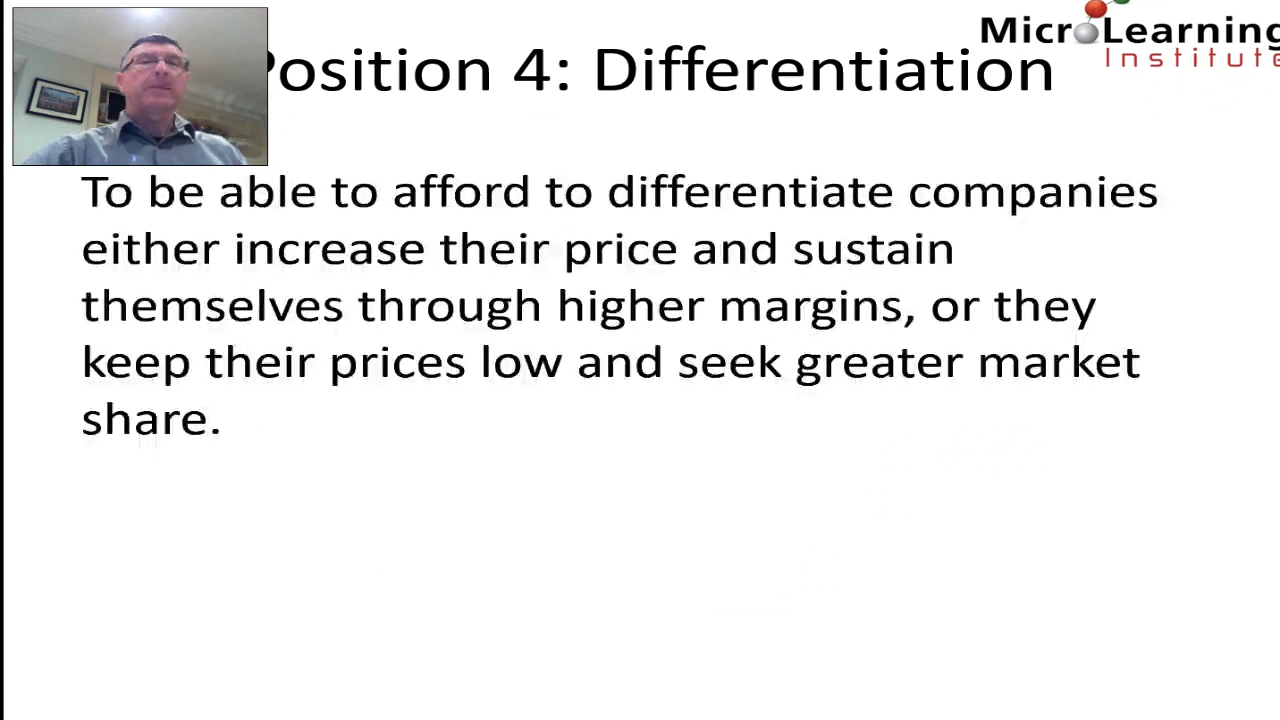 Position 4: Differentiation
MicroLearning
Institute
To be able to afford to differentiate companies
either increase their price and sustain
themselves through higher margins, or they
keep their prices low and seek greater market
share.